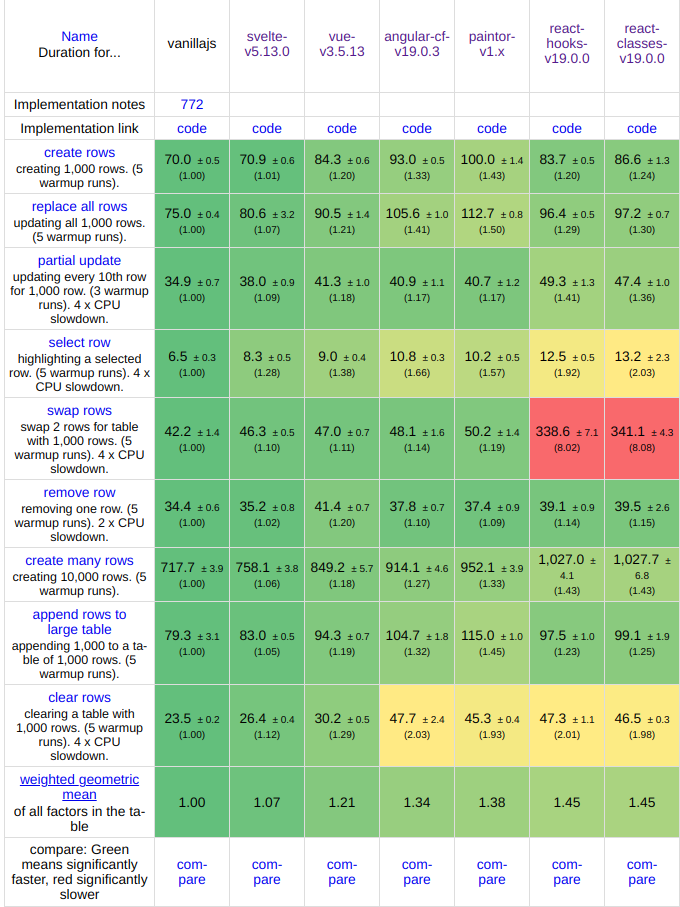 Name
Duration for...
vanillajs
svelte-
v5.13.0
vue-
v3.5.13
angular-cf-
v19.0.3
paintor-
v1.x
react-
hooks-
v19.0.0
react-
classes-
v19.0.0
Implementation notes 772
Implementation link code code code code code code code
create rows
creating 1,000 rows. (5
warmup runs).
70.0 ± 0.5 70.9 ± 0.6 84.3 ± 0.6 93.0 ± 0.5 100.0 ± 1.4 83.7 ± 0.5 86.6 ± 1.3
(1.00) (1.01) (1.20) (1.33) (1.43) (1.20) (1.24)
replace all rows
updating all 1,000 rows.
(5 warmup runs).
75.0 ± 0.4 80.6 ± 3.2 90.5 ± 1.4 105.6 ± 1.0 112.7 ± 0.8 96.4 ± 0.5 97.2 ± 0.7
(1.00) (1.07) (1.21) (1.41) (1.50) (1.29) (1.30)
partial update
updating every 10th row
for 1,000 row. (3 warmup
runs). 4 x CPU
slowdown.
34.9 ± 0.7 38.0 ± 0.9 41.3 ± 1.0 40.9 ± 1.1 40.7 ± 1.2 49.3 ± 1.3 47.4 ± 1.0
(1.00) (1.09) (1.18) (1.17) (1.17) (1.41) (1.36)
select row
highlighting a selected
row. (5 warmup runs). 4 x
CPU slowdown.
6.5 ± 0.3 8.3 ± 0.5 9.0 ± 0.4 10.8 ± 0.3 10.2 ± 0.5 12.5 ± 0.5 13.2 ± 2.3
(1.00) (1.28) (1.38) (1.66) (1.57) (1.92) (2.03)
swap rows
swap 2 rows for table
with 1,000 rows. (5
warmup runs). 4 x CPU
slowdown.
42.2 ± 1.4 46.3 ± 0.5 47.0 ± 0.7 48.1 ± 1.6 50.2 ± 1.4 338.6 ± 7.1 341.1 ± 4.3
(1.00) (1.10) (1.11) (1.14) (1.19) (8.02) (8.08)
remove row
removing one row. (5
warmup runs). 2 x CPU
slowdown.
34.4 ± 0.6 35.2 ± 0.8 41.4 ± 0.7 37.8 ± 0.7 37.4 ± 0.9 39.1 ± 0.9 39.5 ± 2.6
(1.00) (1.02) (1.20) (1.10) (1.09) (1.14) (1.15)
create many rows
creating 10,000 rows. (5
warmup runs).
717.7 ± 3.9 758.1 ± 3.8 849.2 ± 5.7 914.1 ± 4.6 952.1 ± 3.9 1,027.0 ± 4.1 1,027.7 ± 6.8
(1.00) (1.06) (1.18) (1.27) (1.33) (1.43) (1.43)
append rows to
large table
appending 1,000 to a ta-
ble of 1,000 rows. (5
warmup runs).
79.3 ± 3.1 83.0 ± 0.5 94.3 ± 0.7 104.7 ± 1.8 115.0 ± 1.0 97.5 ± 1.0 99.1 ± 1.9
(1.00) (1.05) (1.19) (1.32) (1.45) (1.23) (1.25)
clear rows
clearing a table with
1,000 rows. (5 warmup
runs). 4 x CPU
slowdown.
23.5 ± 0.2 26.4 ± 0.4 30.2 ± 0.5 47.7 ± 2.4 45.3 ± 0.4 47.3 ± 1.1 46.5 ± 0.3
(1.00) (1.12) (1.29) (2.03) (1.93) (2.01) (1.98)
weighted geometric
mean
of all factors in the ta-
ble
1.00 1.07 1.21 1.34 1.38 1.45 1.45
compare: Green
means significantly
faster, red significantly
slower
com- com- com- com- com- com- com-
pare pare pare pare pare pare pare